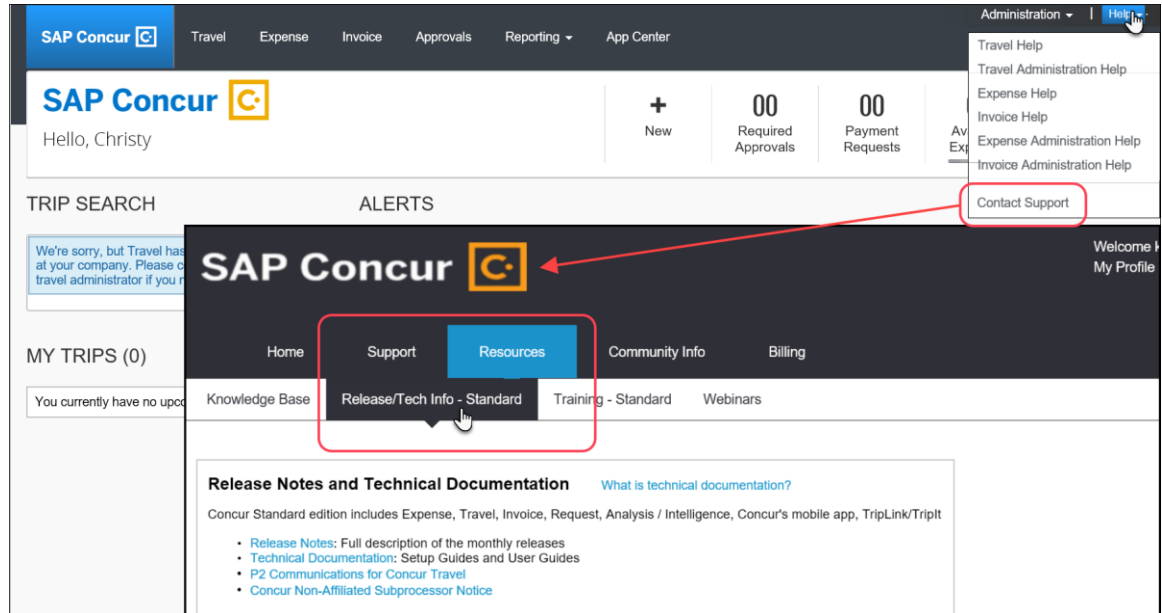 SAP Concur
Travel Expense Invoice Approvals Reporting App Center
Administration | Help
Travel Help
Travel Administration Help
Expense Help
Invoice Help
Expense Administration Help
Invoice Administration Help
Contact Support
SAP Concur
Hello, Christy
New
00
Required
Approvals
00
Payment
Requests
TRIP SEARCH
ALERTS
We're sorry, but Travel has
at your company. Please
travel administrator if you
MY TRIPS (0)
You currently have no
SAP Concur
Welcome
My Profile
Home Support Resources Community Info Billing
Knowledge Base Release/Tech Info - Standard Training - Standard Webinars
Release Notes and Technical Documentation What is technical documentation?
Concur Standard edition includes Expense, Travel, Invoice, Request, Analysis / Intelligence, Concur's mobile app, TripLink/TripIt
• Release Notes: Full description of the monthly releases
• Technical Documentation: Setup Guides and User Guides
• P2 Communications for Concur Travel
• Concur Non-Affiliated Subprocessor Notice